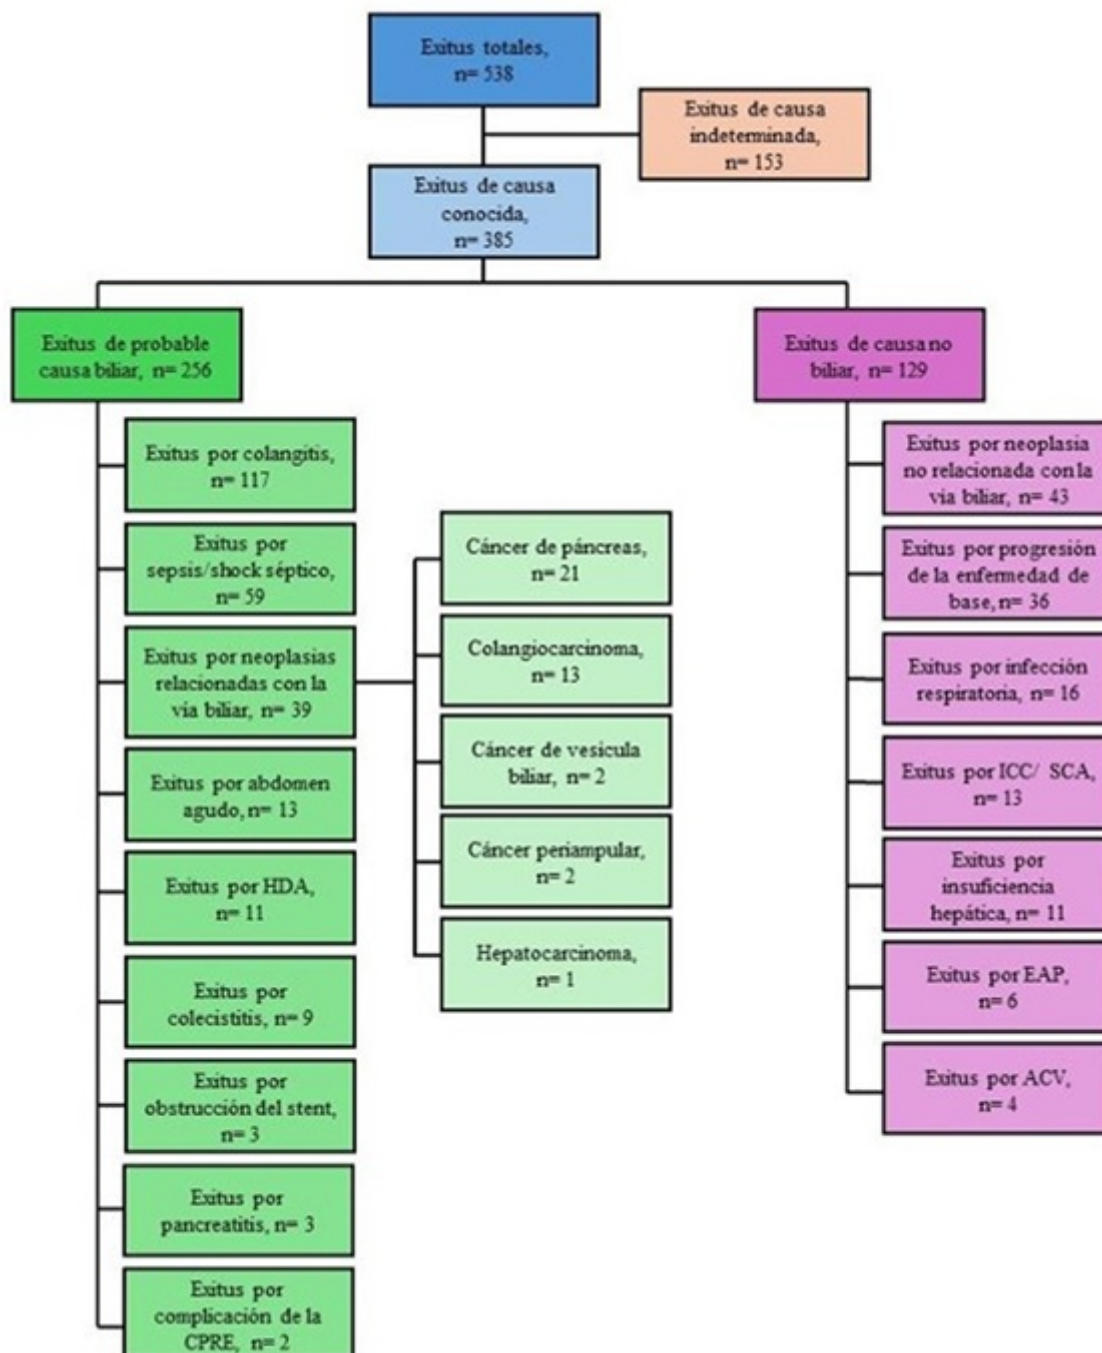 Exitus totales,
n= 538
Exitus de causa
indeterminada,
n= 153
Exitus de causa
conocida,
n= 385
Exitus de probable
causa biliar, n= 256
Exitus de causa no
biliar, n= 129
Exitus por colangitis,
n= 117
Exitus por
sepsis/shock séptico,
n= 59
Exitus por neoplasias
relacionadas con la
vía biliar, n= 39
Exitus por abdomen
agudo, n= 13
Exitus por HDA,
n= 11
Exitus por
colecistitis, n= 9
Exitus por
obstrucción del stent,
n= 3
Exitus por
pancreatitis, n= 3
Exitus por
complicación de la
CPRE, n= 2
Cáncer de páncreas,
n= 21
Colangiocarcinoma,
n= 13
Cáncer de vesícula
biliar, n= 2
Cáncer periampular,
n= 2
Hepatocarcinoma,
n= 1
Exitus por neoplasia
no relacionada con la
vía biliar, n= 43
Exitus por progresión
de la enfermedad de
base, n= 36
Exitus por infección
respiratoria, n= 16
Exitus por ICC/ SCA,
n= 13
Exitus por
insuficiencia
hepática, n= 11
Exitus por EAP,
n= 6
Exitus por ACV,
n= 4